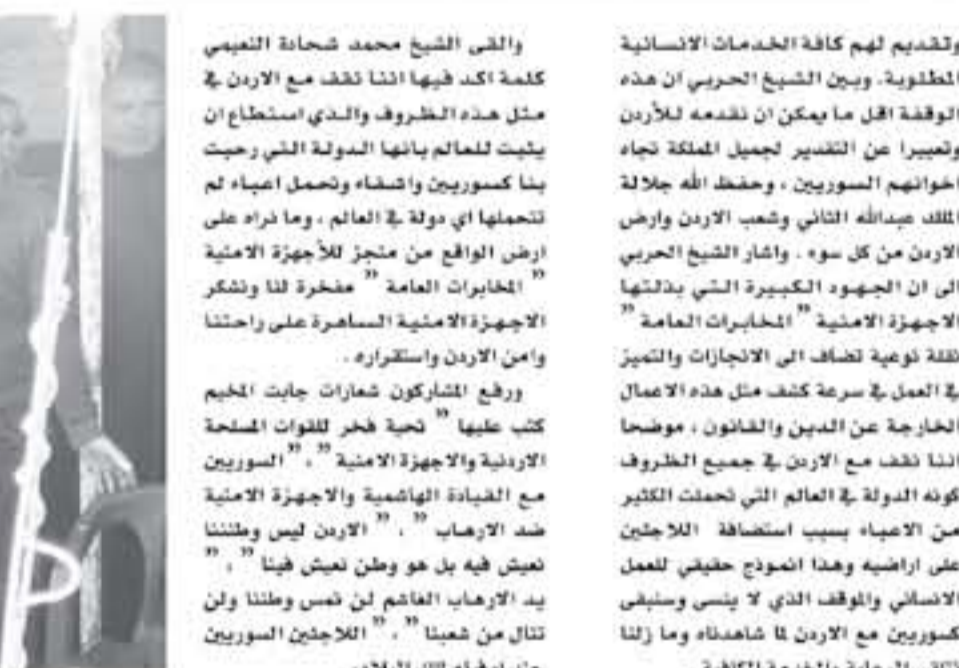 وتقديم لهم كافة الخدمات الانسانية
المطلوبة. وبين الشيخ الحربي ان هذه
الوقفة اقل ما يمكن ان نقدمه للأردن
وتعبيرا عن التقدير لجميل المملكة تجاه
اخوانهم السوريين ، وحفظ الله جلالة
الملك عبدالله الثاني وشعب الاردن وارض
الاردن من كل سوء . واشار الشيخ الحربي
الى ان الجهود الكبيرة التي بذلتها
الاجهزة الامنية " المخابرات العامة "
نقلة نوعية تضاف الى الانجازات والتميز
في العمل في سرعة كشف مثل هذه الاعمال
الخارجة عن الدين والقانون ، موضحا
اننا نقف مع الاردن في جميع الظروف
كونه الدولة في العالم التي تحملت الكثير
من الاعباء بسبب استضافة اللاجئين
على اراضيه وهذا انموذج حقيقي للعمل
الانساني والموقف الذي لا ينسى وسنبقى
كسوريين مع الاردن لما شاهدناه وما زلنا
والقى الشيخ محمد شحادة النعيمي
كلمة اكد فيها اننا نقف مع الاردن في
مثل هذه الظروف والذي استطاع ان
يثبت للعالم بانها الدولة التي رحبت
بنا كسوريين واشقاء وتحمل اعباء لم
تتحملها اي دولة في العالم ، وما نراه على
ارض الواقع من منجز للأجهزة الامنية
" المخابرات العامة " مفخرة لنا ونشكر
الاجهزة الامنية الساهرة على راحتنا
وامن الاردن واستقراره .
ورفع المشاركون شعارات جابت المخيم
كتب عليها " تحية فخر للقوات المسلحة
الاردنية والاجهزة الامنية " ، " السوريين
مع القيادة الهاشمية والاجهزة الامنية
ضد الارهاب " ، " الاردن ليس وطنننا
نعيش فيه بل هو وطن نعيش فينا " ، "
يد الارهاب الغاشم لن تمس وطننا ولن
تنال من شعبنا " ، " اللاجئين السوريين